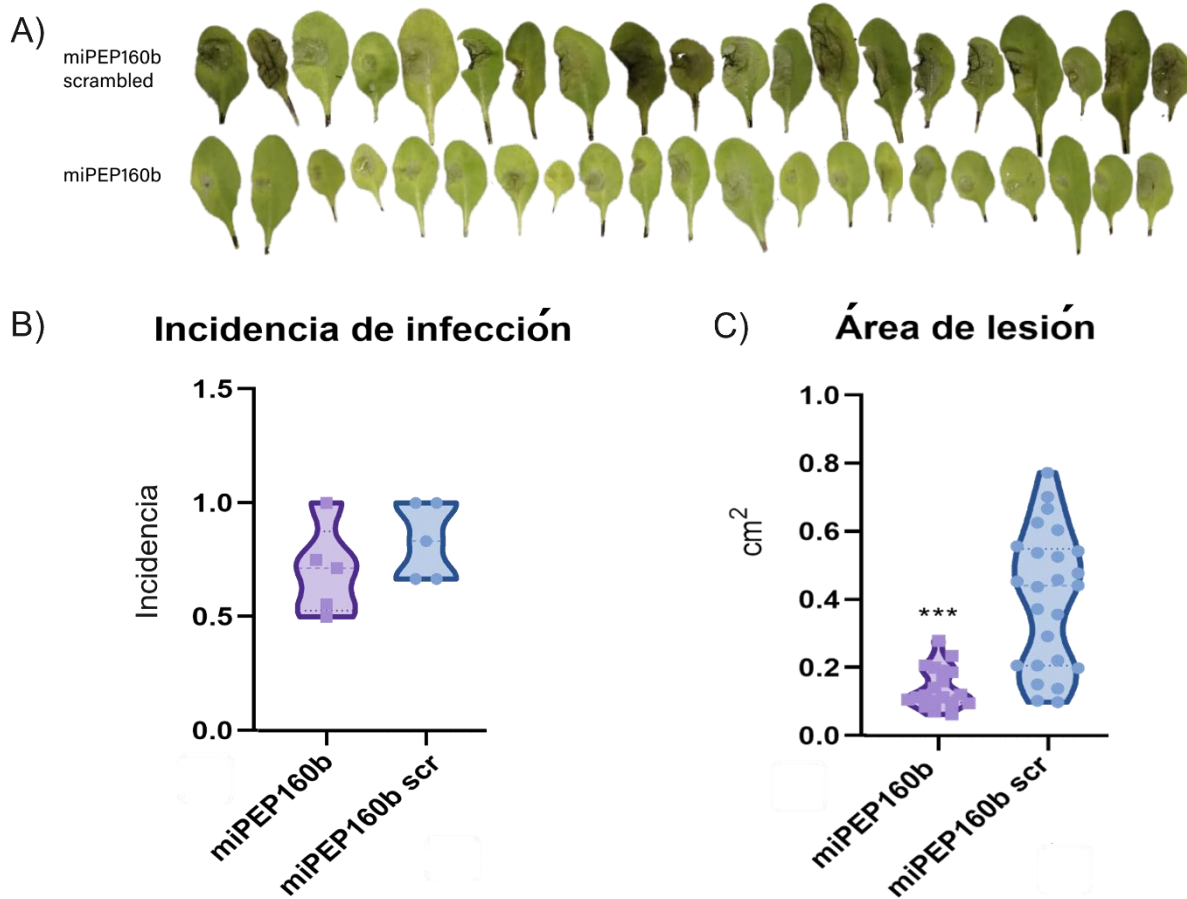 A)
miPEP160b
scrambled
miPEP160b
B)
Incidencia de infección
Incidencia
1.5
1.0
0.5
0.0
miPEP160b
miPEP160b scr
C)
Área de lesión
cm²
1.0
0.8
0.6
0.4
0.2
0.0
***
miPEP160b
miPEP160b scr